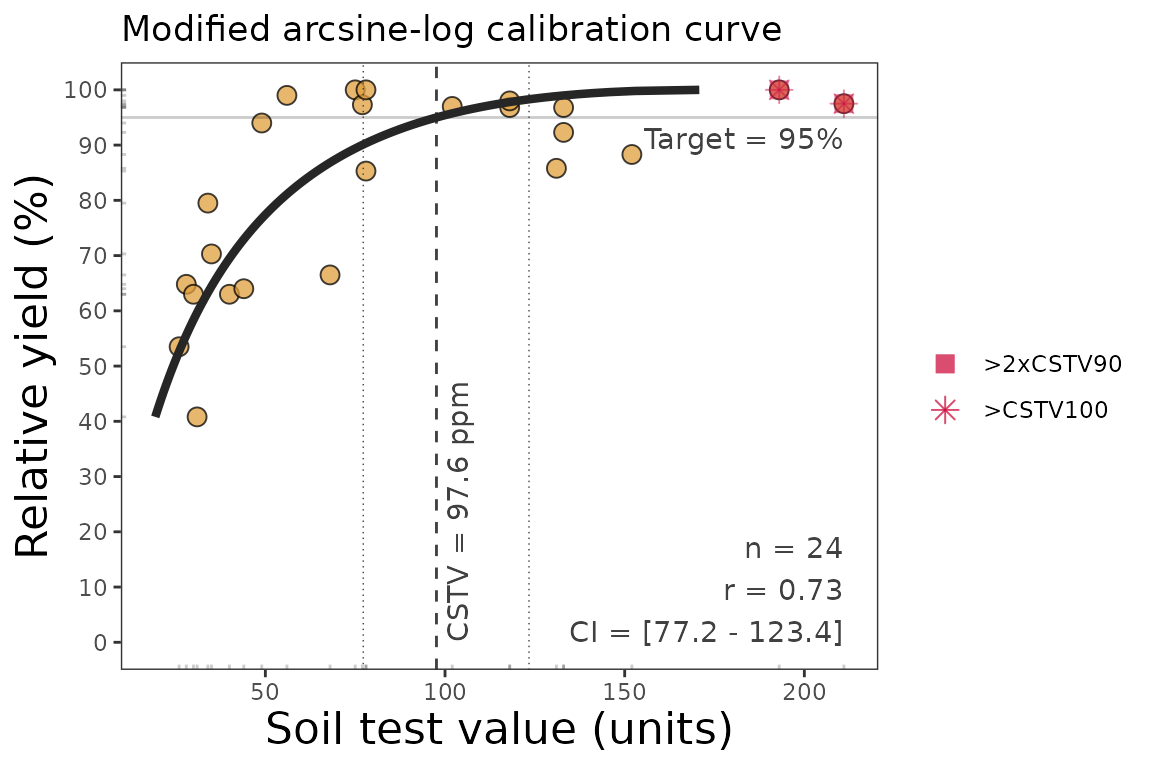 Modified arcsine-log calibration curve
Relative yield (%)
100
90
80
70
60
50
40
30
20
10
0
Target = 95%
CSTV = 97.6 ppm
n = 24
r = 0.73
CI = [77.2 - 123.4]
50
100
150
200
Soil test value (units)
>2xCSTV90
>CSTV100